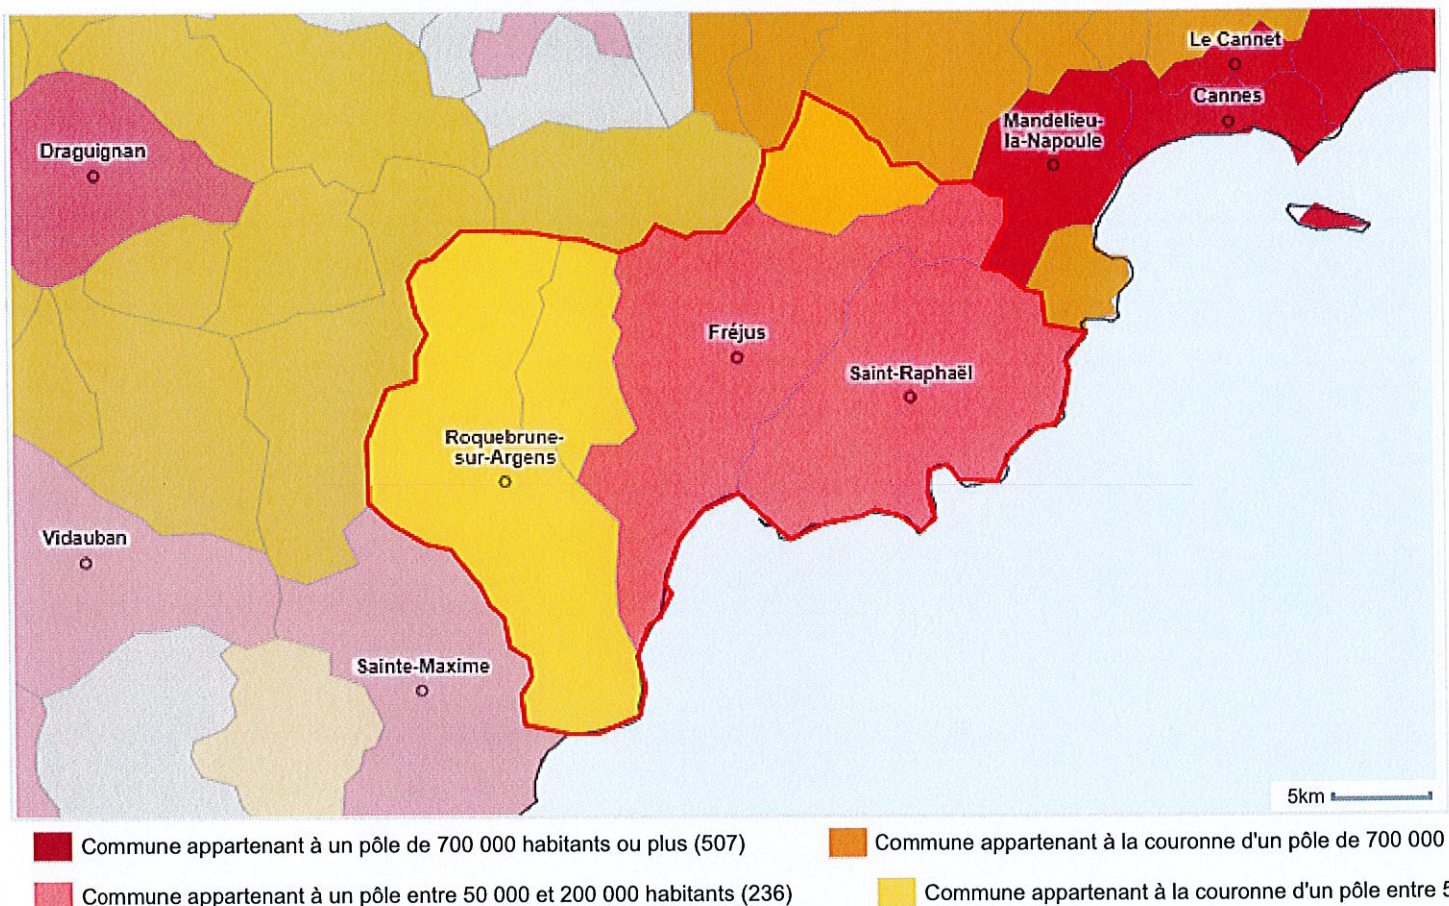 Le Cannet
Cannes
Mandelieu-
la-Napoule
Draguignan
Fréjus
Saint-Raphaël
Roquebrune-
sur-Argens
Vidauban
Sainte-Maxime
5km
Commune appartenant à un pôle de 700 000 habitants ou plus (507)
Commune appartenant à la couronne d'un pôle de 700 000
Commune appartenant à un pôle entre 50 000 et 200 000 habitants (236)
Commune appartenant à la couronne d'un pôle entre 5